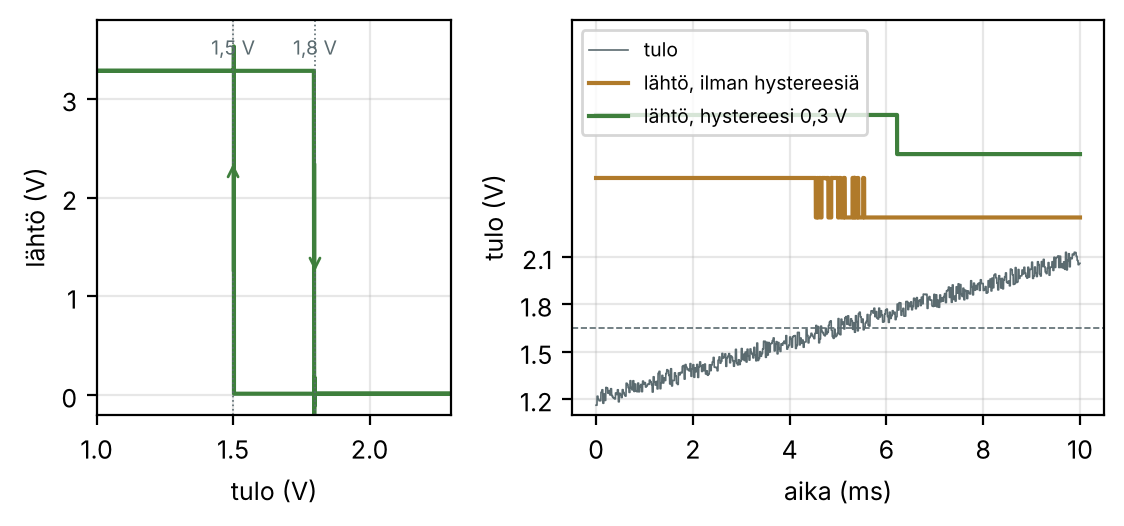 1,5 V
1,8 V
3
2
1
0
lähtö (V)
1.0
1.5
2.0
tulo (V)
tulo
lähtö, ilman hystereesiä
lähtö, hystereesi 0,3 V
2.1
1.8
1.5
1.2
tulo (V)
0
2
4
6
8
10
aika (ms)